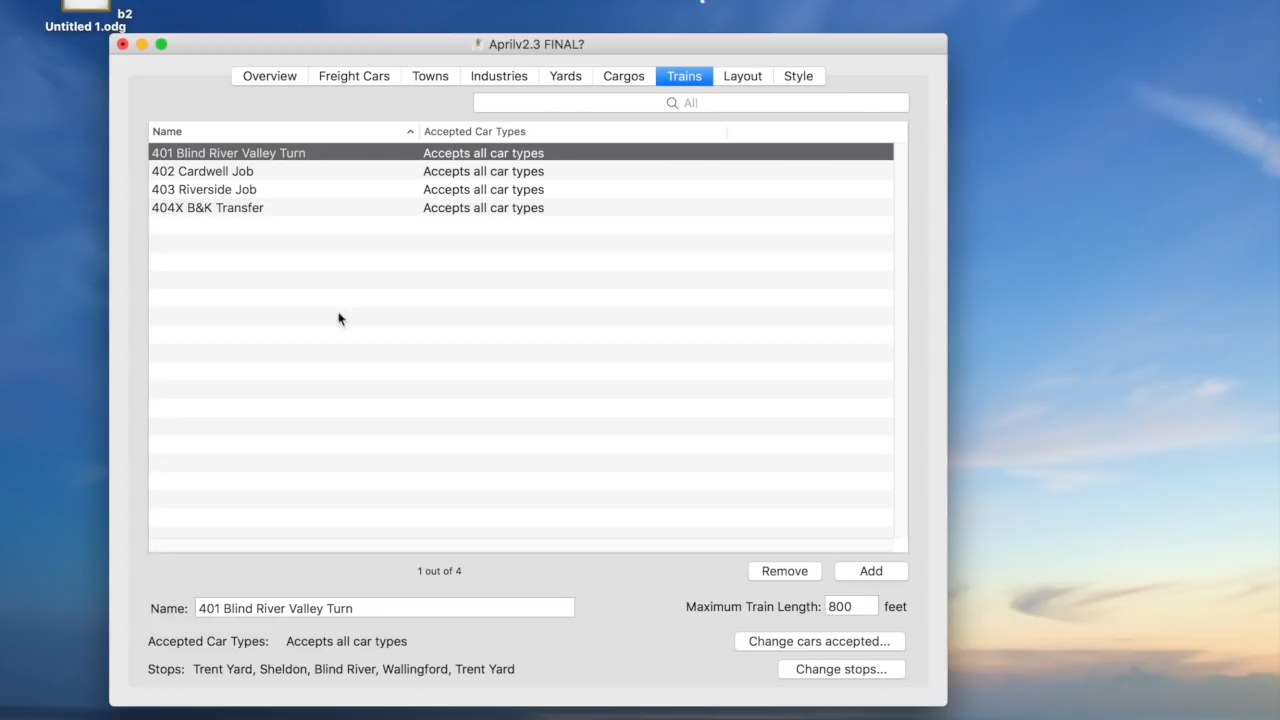 b2
Untitled 1.odg
Aprilv2.3 FINAL?
Overview Freight Cars Towns Industries Yards Cargos Trains Layout Style
All
Name Accepted Car Types
401 Blind River Valley Turn Accepts all car types
402 Cardwell Job Accepts all car types
403 Riverside Job Accepts all car types
404X B&K Transfer Accepts all car types
1 out of 4 Remove Add
Name: 401 Blind River Valley Turn Maximum Train Length: 800 feet
Accepted Car Types: Accepts all car types Change cars accepted...
Stops: Trent Yard, Sheldon, Blind River, Wallingford, Trent Yard Change stops...